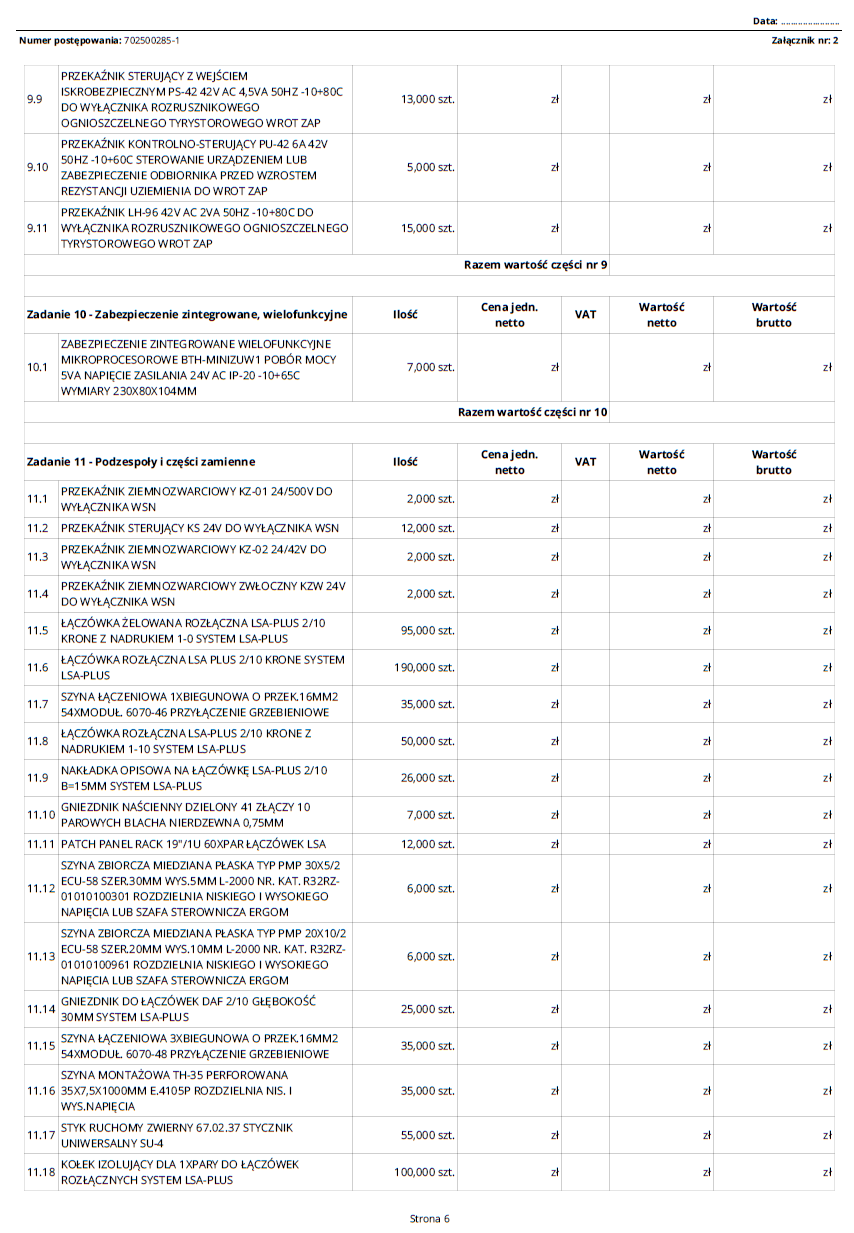 Data: ........................
Numer postępowania: 702500285-1 Załącznik nr: 2
9.9 PRZEKAŹNIK STERUJĄCY Z WEJŚCIEM
ISKROBEZPIECZNYM PS-42 42V AC 4,5VA 50HZ -10+80C
DO WYŁĄCZNIKA ROZRUSZNIKOWEGO
OGNIOSZCZELNEGO TYRYSTOROWEGO WROT ZAP
13,000 szt. zł zł zł
9.10 PRZEKAŹNIK KONTROLNO-STERUJĄCY PU-42 6A 42V
50HZ -10+60C STEROWANIE URZĄDZENIEM LUB
ZABEZPIECZENIE ODBIORNIKA PRZED WZROSTEM
REZYSTANCJI UZIEMIENIA DO WROT ZAP
5,000 szt. zł zł zł
9.11 PRZEKAŹNIK LH-96 42V AC 2VA 50HZ -10+80C DO
WYŁĄCZNIKA ROZRUSZNIKOWEGO OGNIOSZCZELNEGO
TYRYSTOROWEGO WROT ZAP
15,000 szt. zł zł zł
Razem wartość części nr 9
Zadanie 10 - Zabezpieczenie zintegrowane, wielofunkcyjne Ilość Cena jedn. netto VAT Wartość netto Wartość brutto
10.1 ZABEZPIECZENIE ZINTEGROWANE WIELOFUNKCYJNE
MIKROPROCESOROWE BTH-MINIZUW1 POBÓR MOCY
5VA NAPIĘCIE ZASILANIA 24V AC IP-20 -10+65C
WYMIARY 230X80X104MM
7,000 szt. zł zł zł
Razem wartość części nr 10
Zadanie 11 - Podzespoły i części zamienne Ilość Cena jedn. netto VAT Wartość netto Wartość brutto
11.1 PRZEKAŹNIK ZIEMNOZWARCIOWY KZ-01 24/500V DO
WYŁĄCZNIKA WSN
2,000 szt. zł zł zł
11.2 PRZEKAŹNIK STERUJĄCY KS 24V DO WYŁĄCZNIKA WSN 12,000 szt. zł zł zł
11.3 PRZEKAŹNIK ZIEMNOZWARCIOWY KZ-02 24/42V DO
WYŁĄCZNIKA WSN
2,000 szt. zł zł zł
11.4 PRZEKAŹNIK ZIEMNOZWARCIOWY ZWŁOCZNY KZW 24V
DO WYŁĄCZNIKA WSN
2,000 szt. zł zł zł
11.5 ŁĄCZÓWKA ŻELOWANA ROZŁĄCZNA LSA-PLUS 2/10
KRONE Z NADRUKIEM 1-0 SYSTEM LSA-PLUS
95,000 szt. zł zł zł
11.6 ŁĄCZÓWKA ROZŁĄCZNA LSA PLUS 2/10 KRONE SYSTEM
LSA-PLUS
190,000 szt. zł zł zł
11.7 SZYNA ŁĄCZENIOWA 1XBIEGUNOWA O PRZEK.16MM2
54XMODUŁ. 6070-46 PRZYŁĄCZENIE GRZEBIENIOWE
35,000 szt. zł zł zł
11.8 ŁĄCZÓWKA ROZŁĄCZNA LSA-PLUS 2/10 KRONE Z
NADRUKIEM 1-10 SYSTEM LSA-PLUS
50,000 szt. zł zł zł
11.9 NAKŁADKA OPISOWA NA ŁĄCZÓWKĘ LSA-PLUS 2/10
B=15MM SYSTEM LSA-PLUS
26,000 szt. zł zł zł
11.10 GNIEZDNIK NAŚCIENNY DZIELONY 41 ZŁĄCZY 10
PAROWYCH BLACHA NIERDZEWNA 0,75MM
7,000 szt. zł zł zł
11.11 PATCH PANEL RACK 19"/1U 60XPAR ŁĄCZÓWEK LSA 12,000 szt. zł zł zł
11.12 SZYNA ZBIORCZA MIEDZIANA PŁASKA TYP PMP 30X5/2
ECU-58 SZER.30MM WYS.5MM L-2000 NR. KAT. R32RZ-
01010100301 ROZDZIELNIA NISKIEGO I WYSOKIEGO
NAPIĘCIA LUB SZAFA STEROWNICZA ERGOM
6,000 szt. zł zł zł
11.13 SZYNA ZBIORCZA MIEDZIANA PŁASKA TYP PMP 20X10/2
ECU-58 SZER.20MM WYS.10MM L-2000 NR. KAT. R32RZ-
01010100961 ROZDZIELNIA NISKIEGO I WYSOKIEGO
NAPIĘCIA LUB SZAFA STEROWNICZA ERGOM
6,000 szt. zł zł zł
11.14 GNIEZDNIK DO ŁĄCZÓWEK DAF 2/10 GŁĘBOKOŚĆ
30MM SYSTEM LSA-PLUS
25,000 szt. zł zł zł
11.15 SZYNA ŁĄCZENIOWA 3XBIEGUNOWA O PRZEK.16MM2
54XMODUŁ. 6070-48 PRZYŁĄCZENIE GRZEBIENIOWE
35,000 szt. zł zł zł
11.16 SZYNA MONTAŻOWA TH-35 PERFOROWANA
35X7,5X1000MM E.4105P ROZDZIELNIA NIS. I
WYS.NAPIĘCIA
35,000 szt. zł zł zł
11.17 STYK RUCHOMY ZWIERNY 67.02.37 STYCZNIK
UNIWERSALNY SU-4
55,000 szt. zł zł zł
11.18 KOŁEK IZOLUJĄCY DLA 1XPARY DO ŁĄCZÓWEK
ROZŁĄCZNYCH SYSTEM LSA-PLUS
100,000 szt. zł zł zł
Strona 6